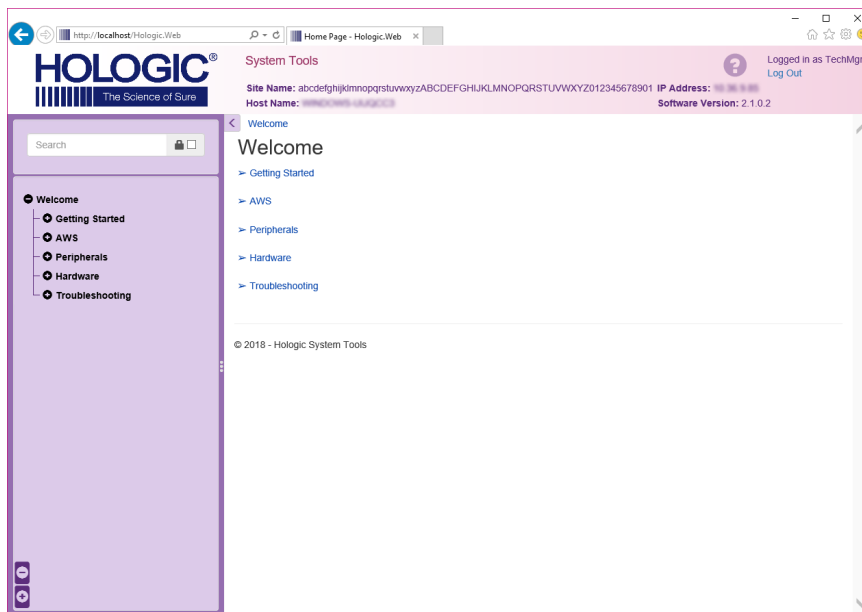 http://localhost/Hologic.Web
Home Page - Hologic.Web
HOLOGIC®
The Science of Sure
System Tools
Logged in as TechMgr
Log Out
Site Name: abcdefghijklmnopqrstuvwxyzABCDEFGHIJKLMNOPQRSTUVWXYZ012345678901 IP Address:
Host Name:
Software Version: 2.1.0.2
Search
Welcome
Getting Started
AWS
Peripherals
Hardware
Troubleshooting
Welcome
Welcome
➢ Getting Started
➢ AWS
➢ Peripherals
➢ Hardware
➢ Troubleshooting
© 2018 - Hologic System Tools